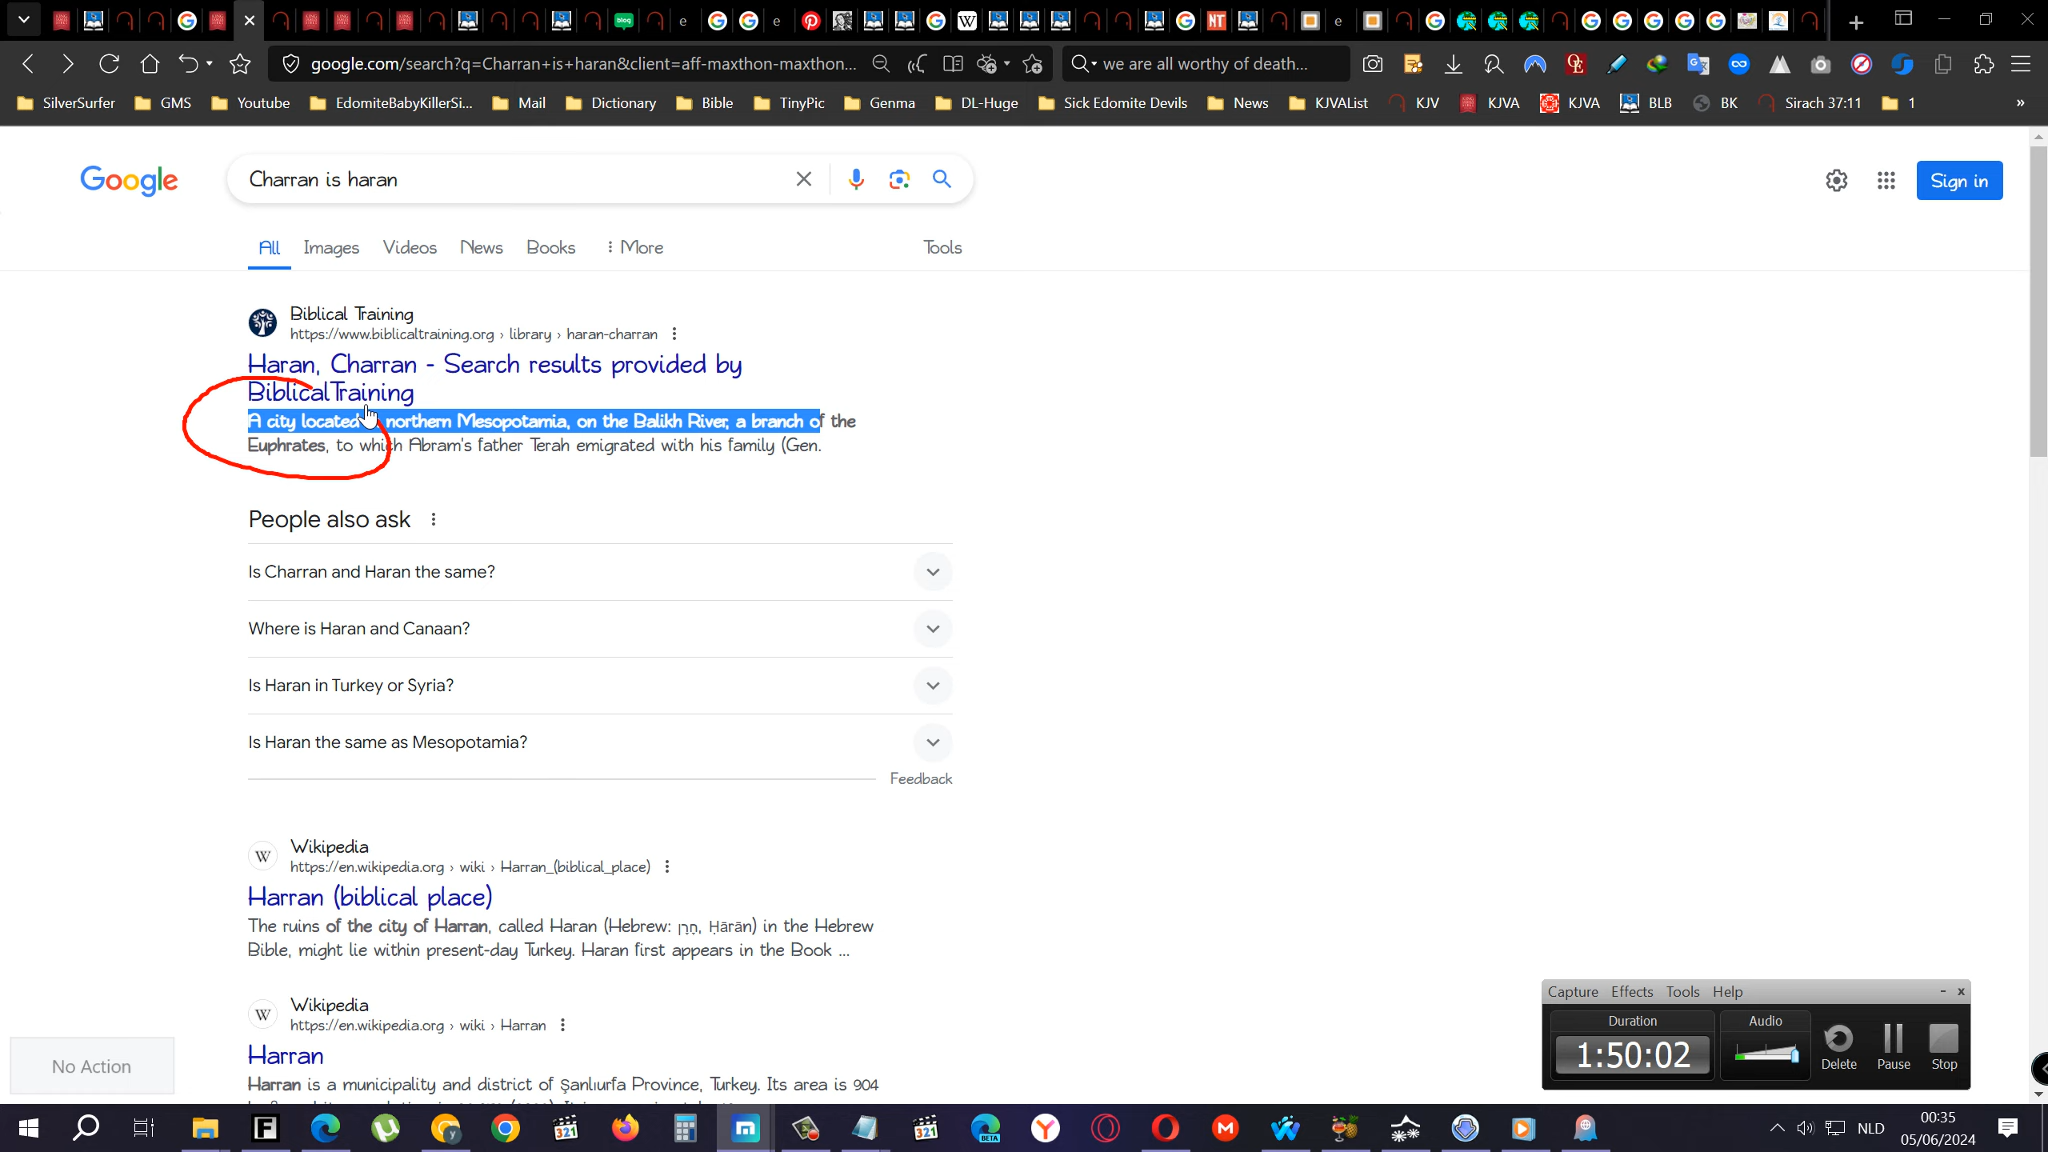 google.com/search?q=Charran+is+haran&client=aff-maxthon-maxthon...
we are all worthy of death...
SilverSurfer
GMS
Youtube
EdomiteBabyKillerSi...
Mail
Dictionary
Bible
TinyPic
Genma
DL-Huge
Sick Edomite Devils
News
KJVAList
KJV
KJVA
KJVA
BLB
BK
Sirach 37:11
1
»
Google
Charran is haran
Sign in
All
Images
Videos
News
Books
More
Tools
Biblical Training
https://www.biblicaltraining.org › library › haran-charran
Haran, Charran - Search results provided by
BiblicalTraining
A city located northern Mesopotamia, on the Balikh River, a branch of the
Euphrates, to which Abram's father Terah emigrated with his family (Gen.
People also ask
Is Charran and Haran the same?
Where is Haran and Canaan?
Is Haran in Turkey or Syria?
Is Haran the same as Mesopotamia?
Feedback
Wikipedia
https://en.wikipedia.org › wiki › Harran_(biblical_place)
Harran (biblical place)
The ruins of the city of Harran, called Haran (Hebrew: חָרָן, Ḥārān) in the Hebrew
Bible, might lie within present-day Turkey. Haran first appears in the Book ...
Wikipedia
https://en.wikipedia.org › wiki › Harran
Harran
Harran is a municipality and district of Şanlıurfa Province, Turkey. Its area is 904
No Action
Capture Effects Tools Help
Duration
Audio
1:50:02
Delete
Pause
Stop
NLD
00:35
05/06/2024